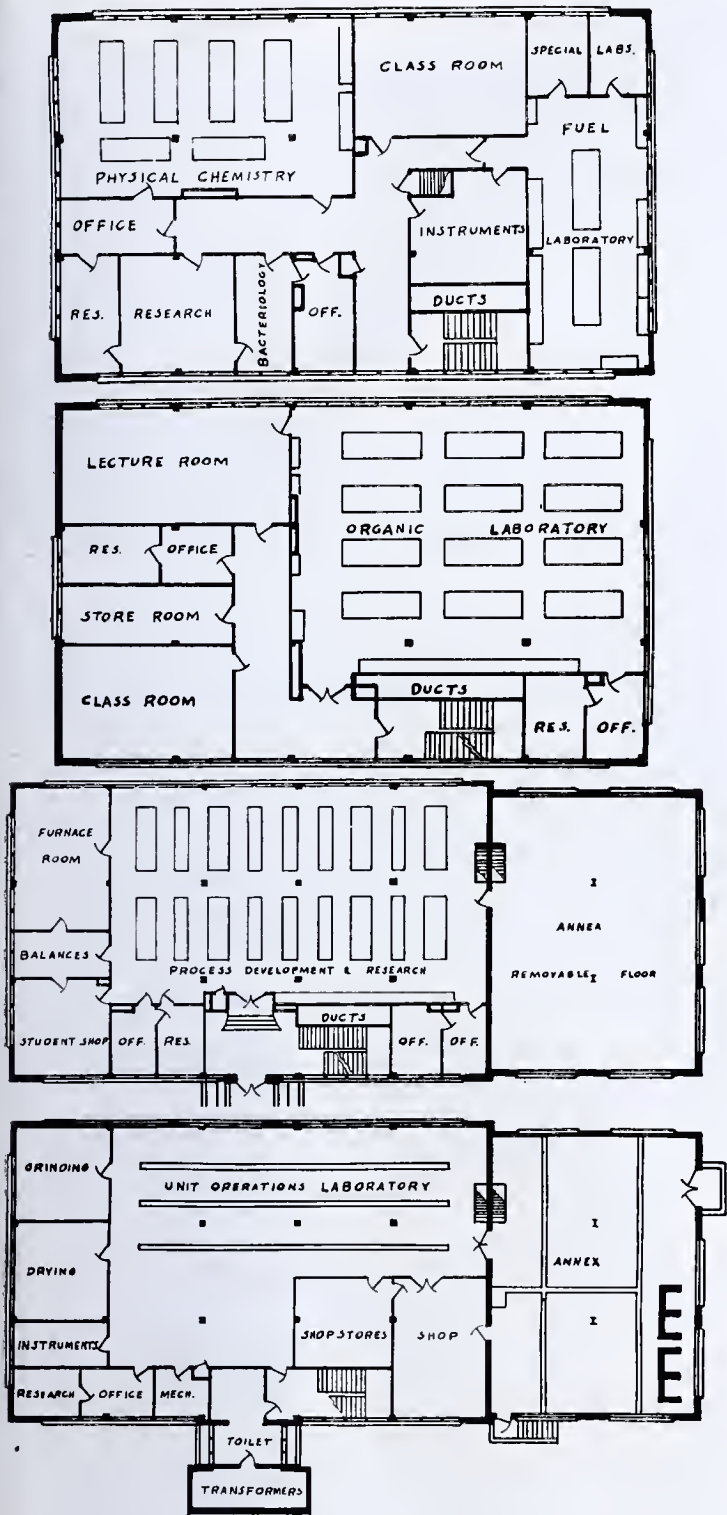 CLASS ROOM
SPECIAL LABS.
FUEL
PHYSICAL CHEMISTRY
OFFICE
INSTRUMENTS
LABORATORY
RES.
RESEARCH
BACTERIOLOGY
OFF.
DUCTS
LECTURE ROOM
ORGANIC LABORATORY
RES.
OFFICE
STORE ROOM
CLASS ROOM
DUCTS
RES.
OFF.
FURNACE
ROOM
BALANCES
PROCESS DEVELOPMENT & RESEARCH
ANNEA
REMOVABLE FLOOR
STUDENT SHOP
OFF.
RES.
DUCTS
OFF.
OFF.
GRINDING
UNIT OPERATIONS LABORATORY
DRYING
ANNEX
INSTRUMENTS
SHOP STORES
SHOP
RESEARCH
OFFICE
MECH.
TOILET
TRANSFORMERS